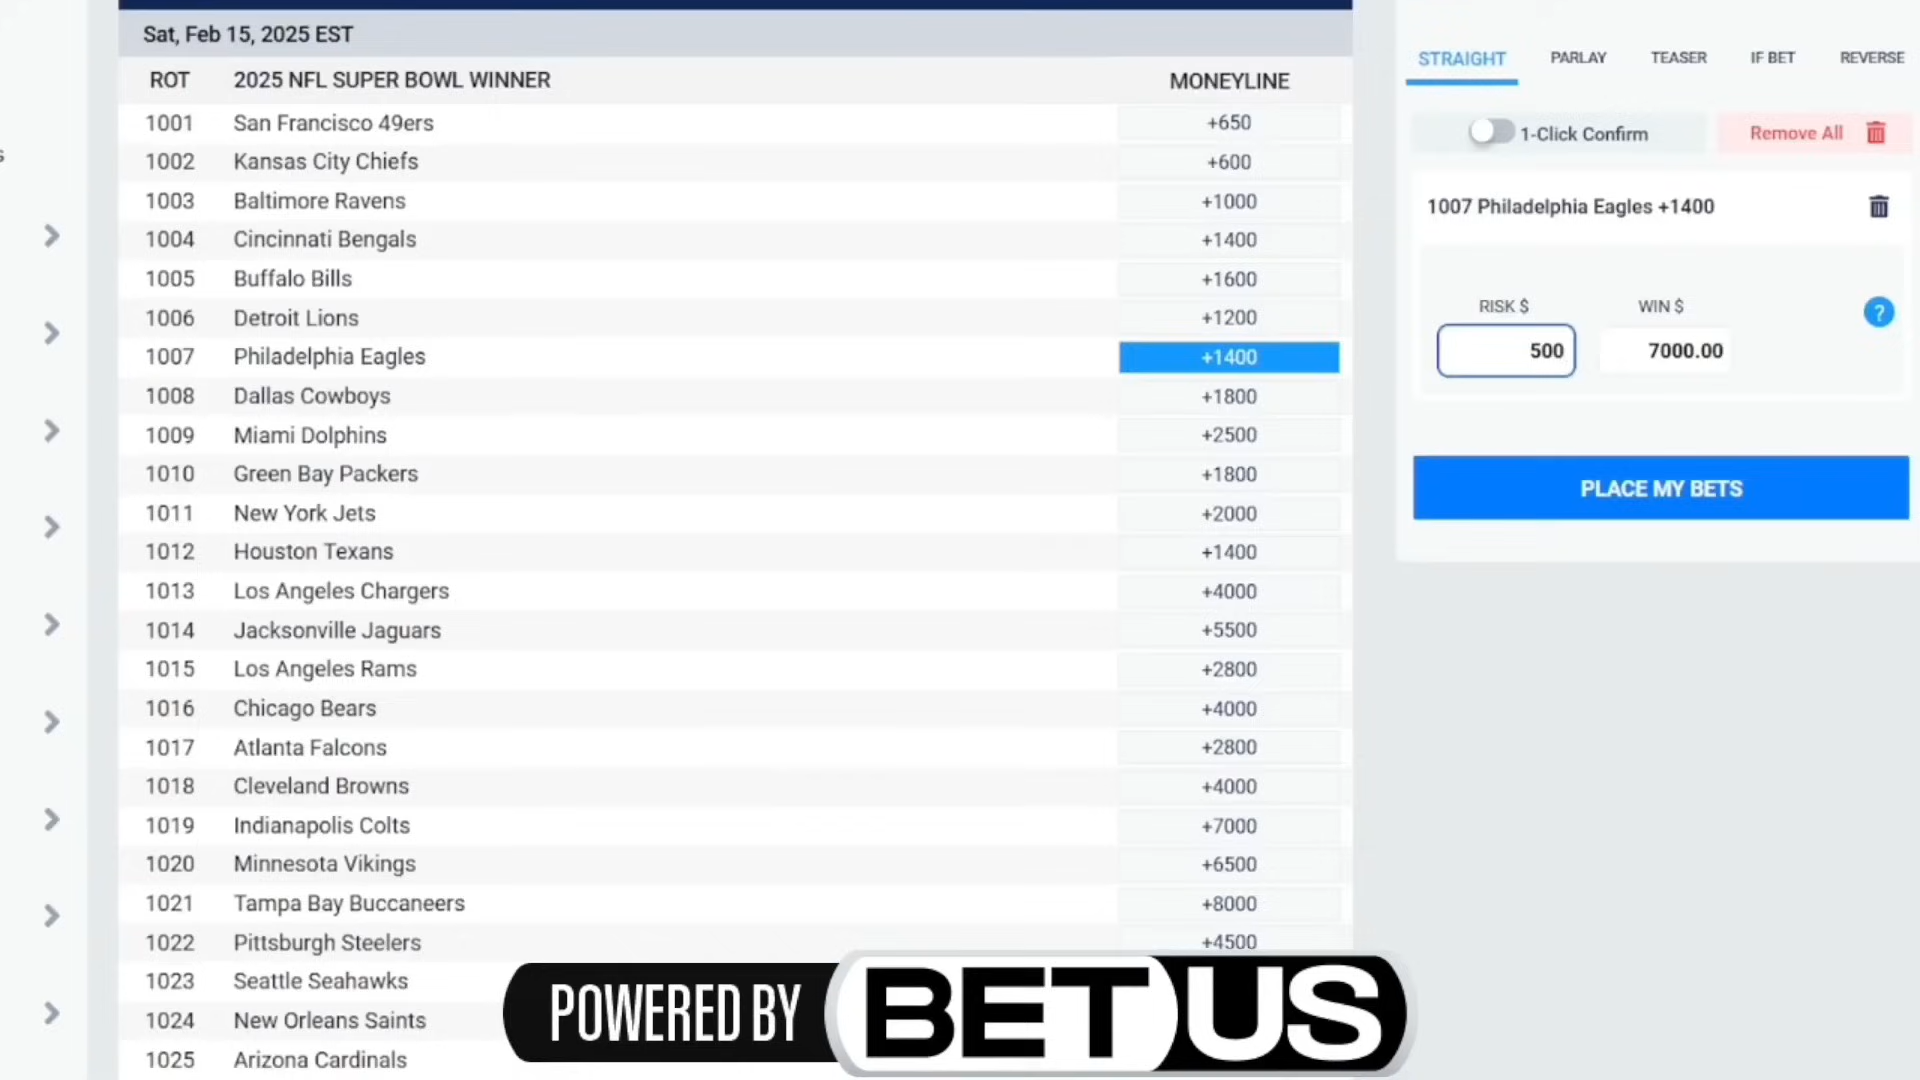 Sat, Feb 15, 2025 EST
ROT 2025 NFL SUPER BOWL WINNER MONEYLINE
1001 San Francisco 49ers +650
1002 Kansas City Chiefs +600
1003 Baltimore Ravens +1000
1004 Cincinnati Bengals +1400
1005 Buffalo Bills +1600
1006 Detroit Lions +1200
1007 Philadelphia Eagles +1400
1008 Dallas Cowboys +1800
1009 Miami Dolphins +2500
1010 Green Bay Packers +1800
1011 New York Jets +2000
1012 Houston Texans +1400
1013 Los Angeles Chargers +4000
1014 Jacksonville Jaguars +5500
1015 Los Angeles Rams +2800
1016 Chicago Bears +4000
1017 Atlanta Falcons +2800
1018 Cleveland Browns +4000
1019 Indianapolis Colts +7000
1020 Minnesota Vikings +6500
1021 Tampa Bay Buccaneers +8000
1022 Pittsburgh Steelers +4500
1023 Seattle Seahawks
1024 New Orleans Saints
1025 Arizona Cardinals
STRAIGHT PARLAY TEASER IF BET REVERSE
1-Click Confirm Remove All
1007 Philadelphia Eagles +1400
RISK $ WIN $
?
500 7000.00
PLACE MY BETS
POWERED BY BETUS